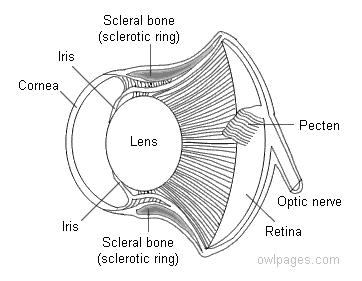 Scleral bone
(sclerotic ring)
Iris
Cornea
Lens
Pecten
Optic nerve
Retina
Iris
Scleral bone
(sclerotic ring)
owlpages.com